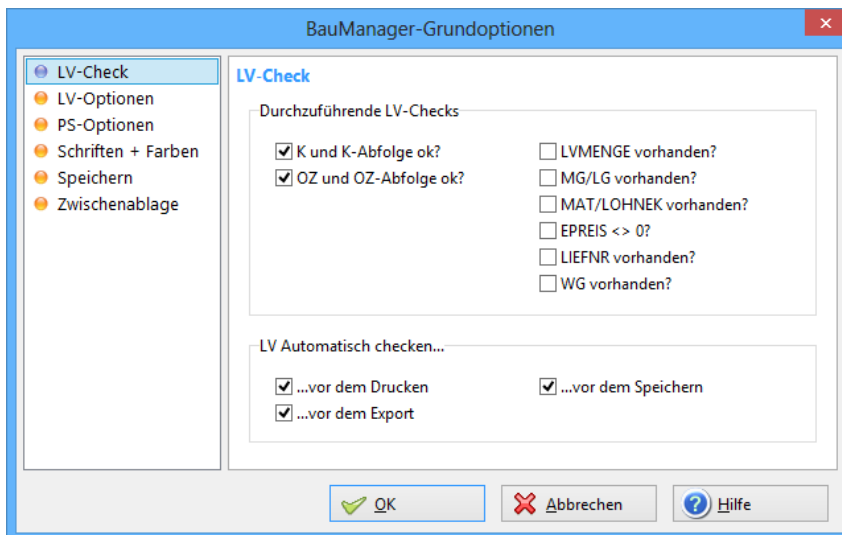 BauManager-Grundoptionen
LV-Check
LV-Optionen
PS-Optionen
Schriften + Farben
Speichern
Zwischenablage
LV-Check
Durchzuführende LV-Checks
K und K-Abfolge ok?
OZ und OZ-Abfolge ok?
LVMENGE vorhanden?
MG/LG vorhanden?
MAT/LOHNEK vorhanden?
EPREIS <> 0?
LIEFNR vorhanden?
WG vorhanden?
LV Automatisch checken...
...vor dem Drucken
...vor dem Export
...vor dem Speichern
OK
Abbrechen
Hilfe